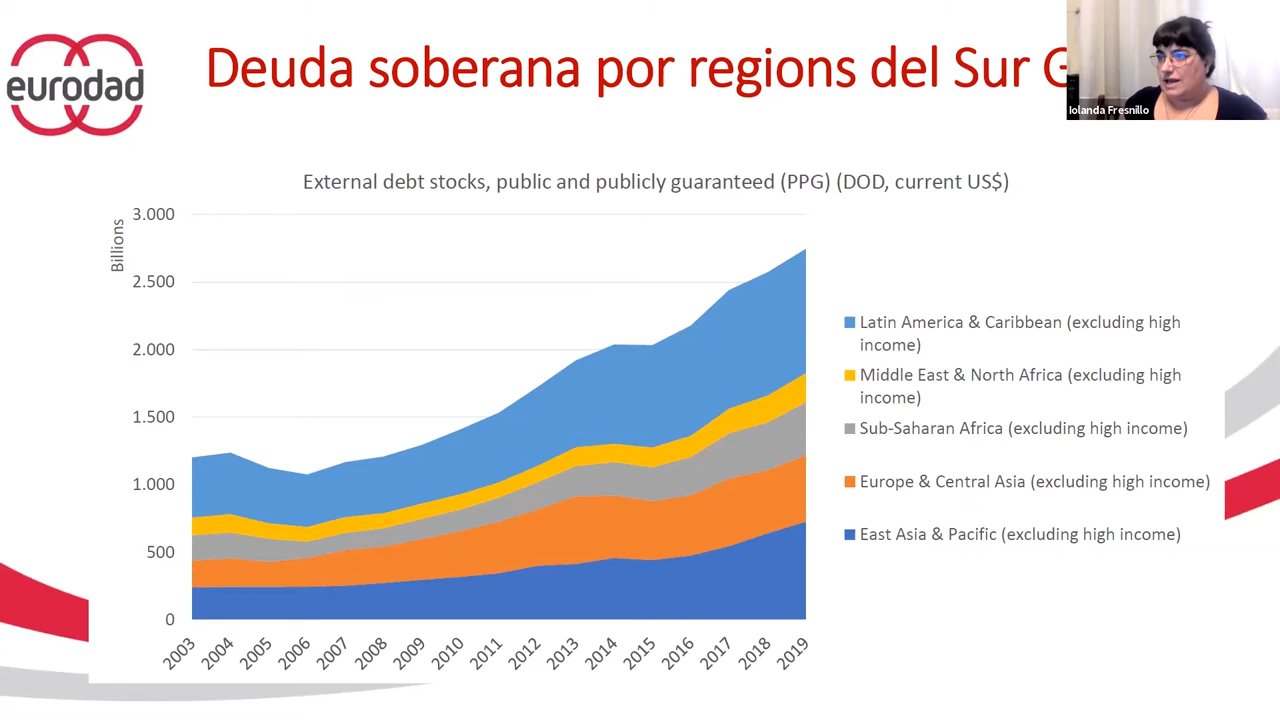 eurodad
Deuda soberana por regions del Sur G
Iolanda Fresnillo
External debt stocks, public and publicly guaranteed (PPG) (DOD, current US$)
Billions
3.000
2.500
2.000
1.500
1.000
500
0
2003
2004
2005
2006
2007
2008
2009
2010
2011
2012
2013
2014
2015
2016
2017
2018
2019
Latin America & Caribbean (excluding high
income)
Middle East & North Africa (excluding high
income)
Sub-Saharan Africa (excluding high income)
Europe & Central Asia (excluding high income)
East Asia & Pacific (excluding high income)